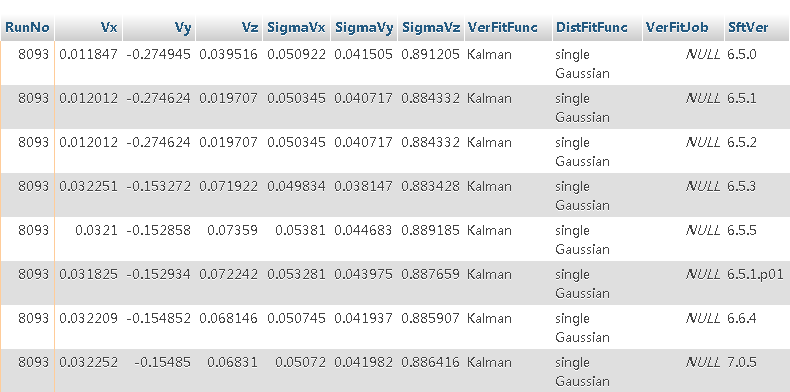 RunNo Vx Vy Vz SigmaVx SigmaVy SigmaVz VerFitFunc DistFitFunc VerFitJob SftVer
8093 0.011847 -0.274945 0.039516 0.050922 0.041505 0.891205 Kalman single NULL 6.5.0
Gaussian
8093 0.012012 -0.274624 0.019707 0.050345 0.040717 0.884332 Kalman single NULL 6.5.1
Gaussian
8093 0.012012 -0.274624 0.019707 0.050345 0.040717 0.884332 Kalman single NULL 6.5.2
Gaussian
8093 0.032251 -0.153272 0.071922 0.049834 0.038147 0.883428 Kalman single NULL 6.5.3
Gaussian
8093 0.0321 -0.152858 0.07359 0.05381 0.044683 0.889185 Kalman single NULL 6.5.5
Gaussian
8093 0.031825 -0.152934 0.072242 0.053281 0.043975 0.887659 Kalman single NULL 6.5.1.p01
Gaussian
8093 0.032209 -0.154852 0.068146 0.050745 0.041937 0.885907 Kalman single NULL 6.6.4
Gaussian
8093 0.032252 -0.15485 0.06831 0.05072 0.041982 0.886416 Kalman single NULL 7.0.5
Gaussian